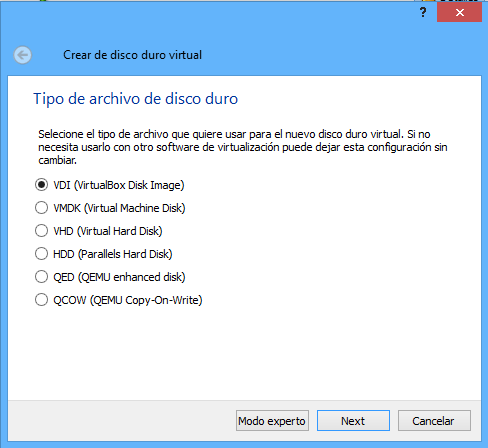 ?
Crear de disco duro virtual
Tipo de archivo de disco duro
Selecione el tipo de archivo que quiere usar para el nuevo disco duro virtual. Si no
necesita usarlo con otro software de virtualización puede dejar esta configuración sin
cambiar.
VDI (VirtualBox Disk Image)
VMDK (Virtual Machine Disk)
VHD (Virtual Hard Disk)
HDD (Parallels Hard Disk)
QED (QEMU enhanced disk)
QCOW (QEMU Copy-On-Write)
Modo experto Next Cancelar